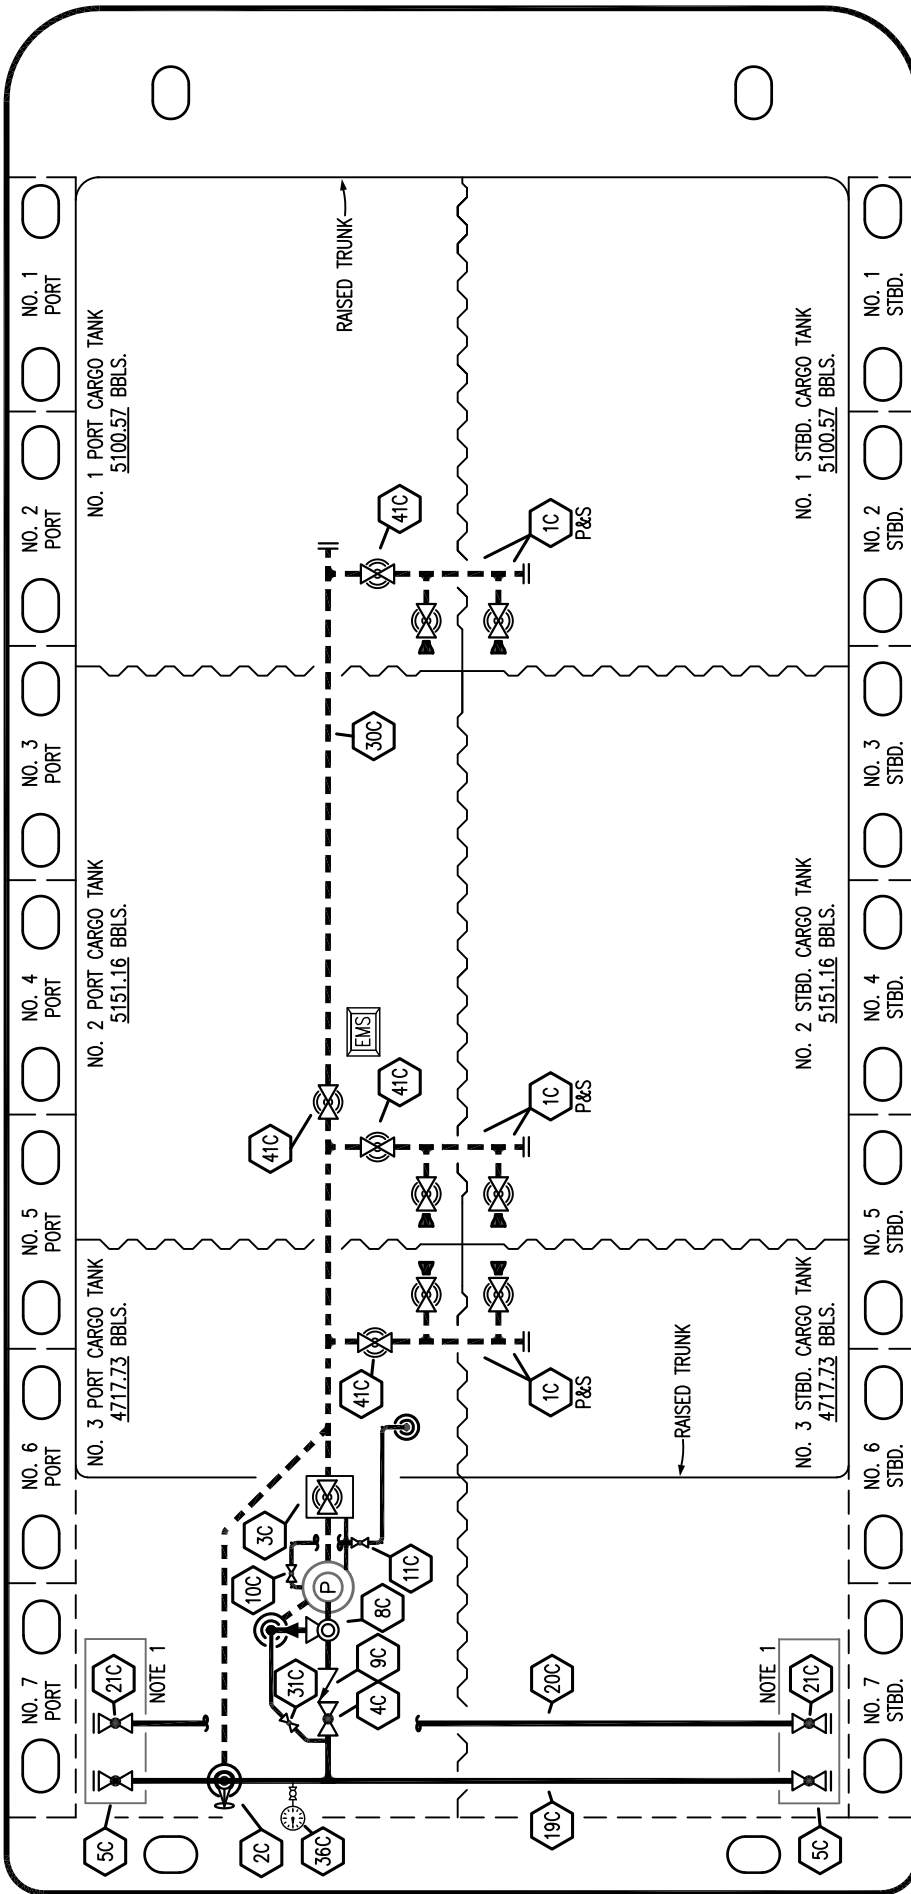 NO. 1
PORT
NO. 2
PORT
NO. 3
PORT
NO. 4
PORT
NO. 5
PORT
NO. 6
PORT
NO. 7
PORT
NO. 1 PORT CARGO TANK
5100.57 BBLS.
NO. 2 PORT CARGO TANK
5151.16 BBLS.
NO. 3 PORT CARGO TANK
4717.73 BBLS.
RAISED TRUNK
41C
1C
P&S
30C
EMS
41C
41C
1C
P&S
41C
1C
P&S
3C
10C
11C
P
8C
9C
31C
4C
21C
NOTE 1
5C
2C
36C
19C
20C
NOTE 1
21C
5C
RAISED TRUNK
NO. 1 STBD. CARGO TANK
5100.57 BBLS.
NO. 2 STBD. CARGO TANK
5151.16 BBLS.
NO. 3 STBD. CARGO TANK
4717.73 BBLS.
NO. 1
STBD.
NO. 2
STBD.
NO. 3
STBD.
NO. 4
STBD.
NO. 5
STBD.
NO. 6
STBD.
NO. 7
STBD.